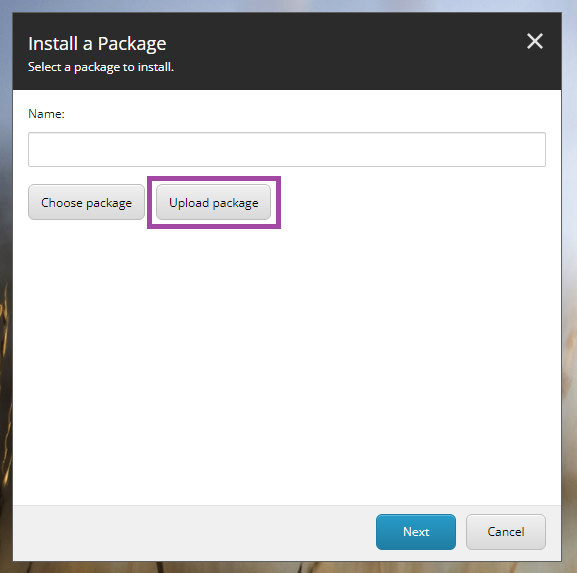 Install a Package
Select a package to install.
Name:
Choose package
Upload package
Next
Cancel